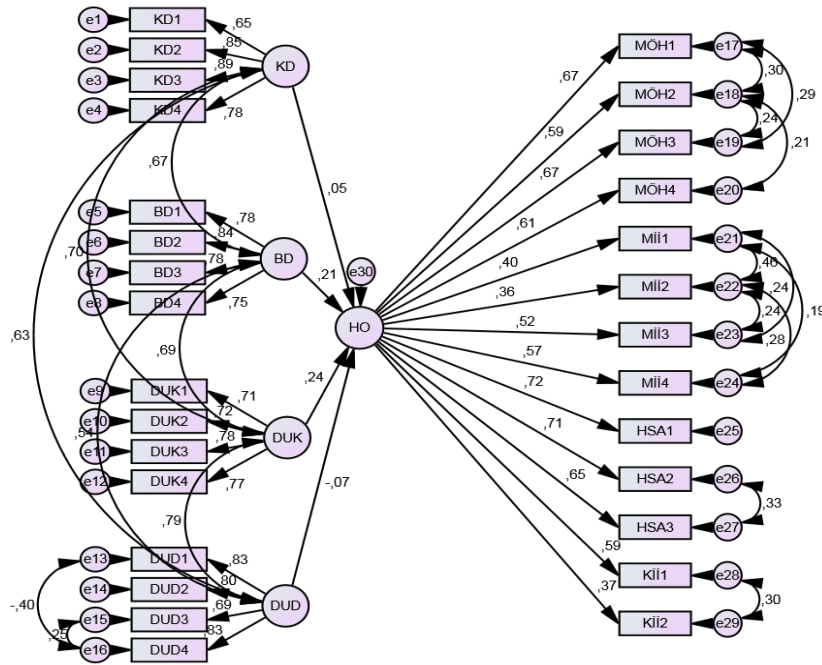 e1 KD1 ,65
e2 KD2 ,85
e3 KD3 ,89
KD
e4 KD4 ,78
,67
,05
e5 BD1 ,78
e6 BD2 ,84
e7 BD3 ,78
BD
e8 BD4 ,75
,70
,21
e30
HO
,63
,69
,24
e9 DUK1 ,71
e10 DUK2 ,72
,54
e11 DUK3 ,78
DUK
e12 DUK4 ,77
-,07
,79
e13 DUD1 ,83
e14 DUD2 ,80
-,40
e15 DUD3 ,69
DUD
,25
e16 DUD4 ,83
,67 MÖH1 e17
,30
,59 MÖH2 e18 ,29
,24
,67 MÖH3 e19
,21
,61 MÖH4 e20
,40 Mİİ1 e21
,46
,36 Mİİ2 e22 ,24
,24
,19
,52 Mİİ3 e23
,28
,57 Mİİ4 e24
,72 HSA1 e25
,71 HSA2 e26
,33
,65 HSA3 e27
,59 Kİİ1 e28
,30
,37 Kİİ2 e29